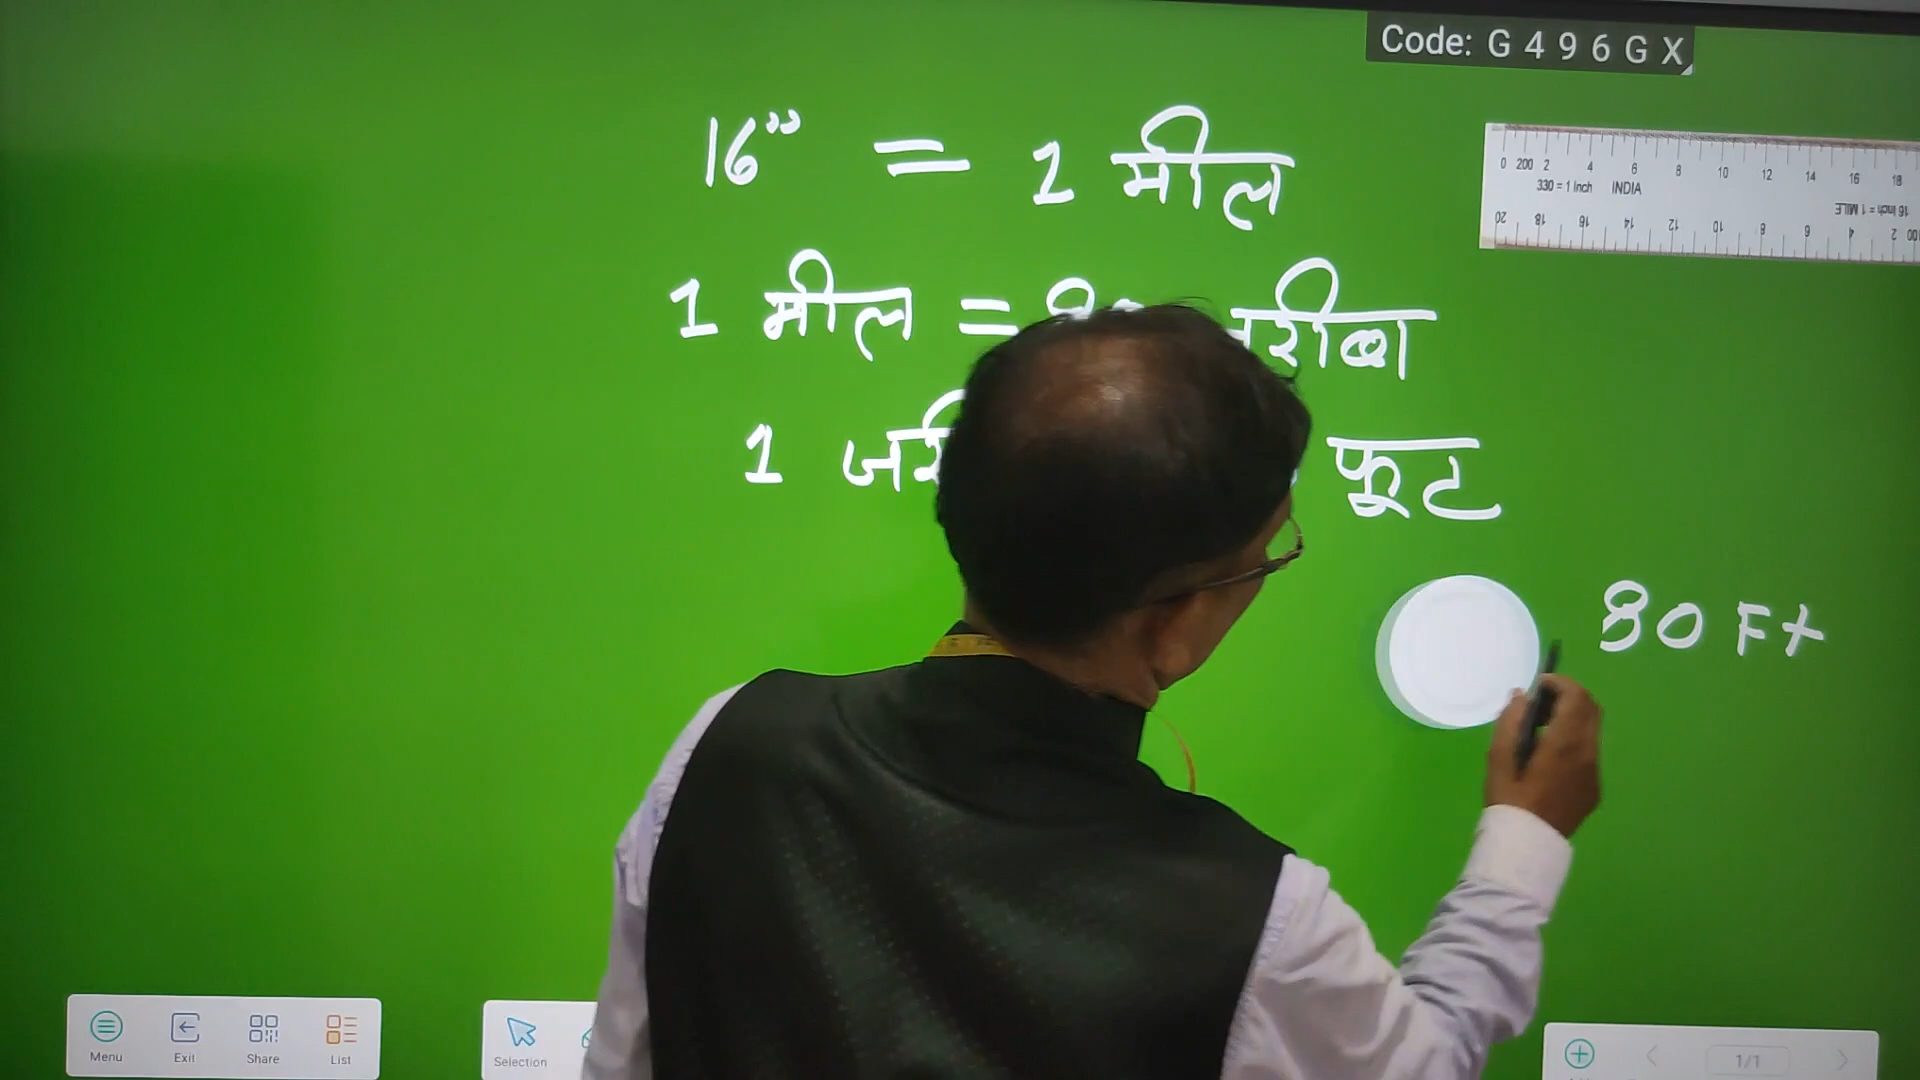 Code: G 4 9 6 G X
16" = 1 मील
0 200 2 4 6 8 10 12 14 16 18
330 = 1 Inch INDIA
16 Inch = 1 MILE
20 18 16 14 12 10 8 6 4 2 00
1 मील =
1
फूट
80 Ft
Menu Exit Share List
Selection
1/1